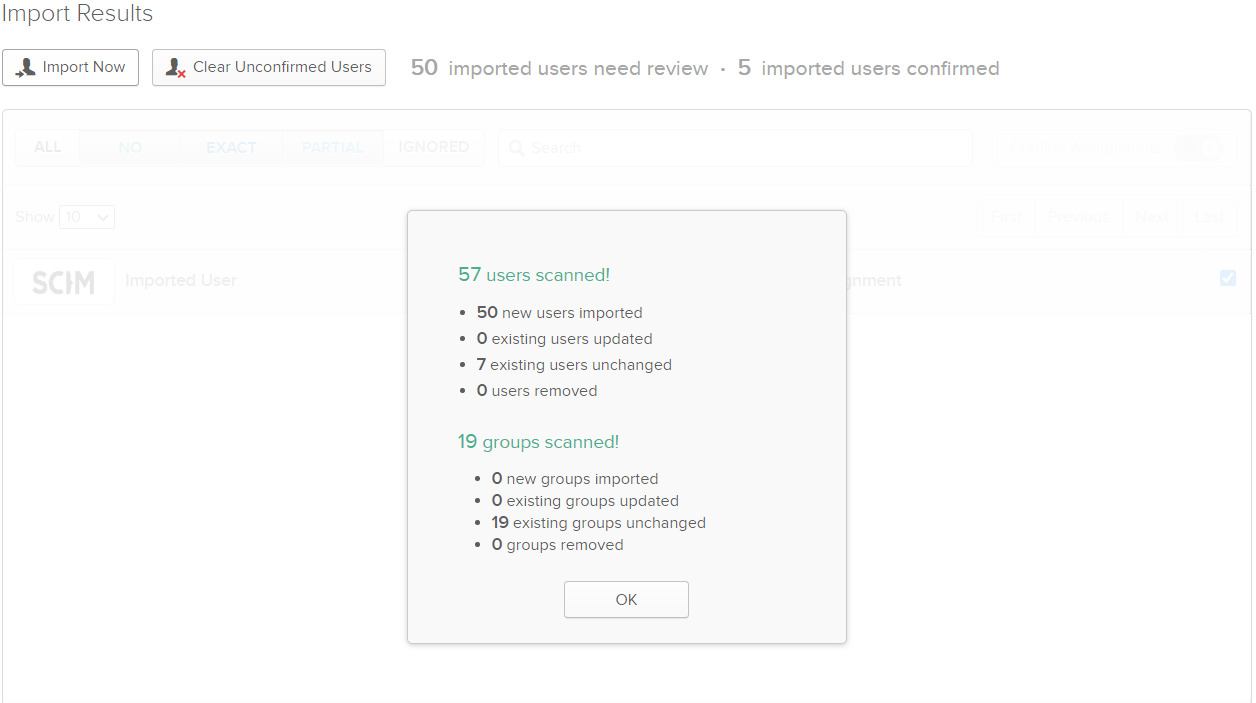 Import Results
Import Now
Clear Unconfirmed Users
50 imported users need review · 5 imported users confirmed
ALL
NO
EXACT
PARTIAL
IGNORED
Search
Show 10
First
Previous
Next
Last
SCIM
Imported User
gnment
57 users scanned!
• 50 new users imported
• 0 existing users updated
• 7 existing users unchanged
• 0 users removed
19 groups scanned!
• 0 new groups imported
• 0 existing groups updated
• 19 existing groups unchanged
• 0 groups removed
OK